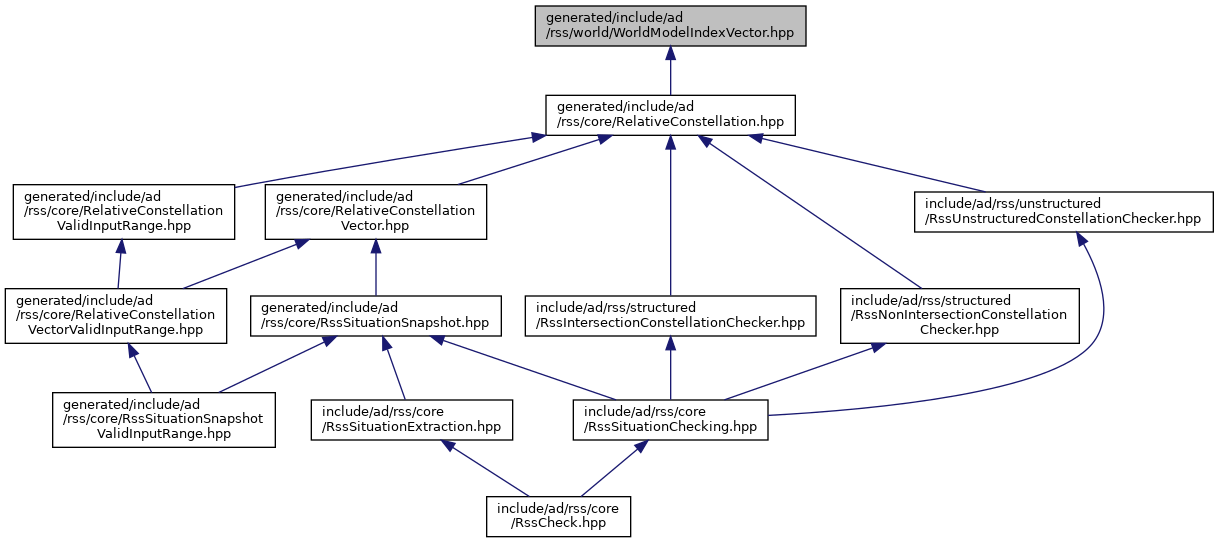 generated/include/ad
/rss/world/WorldModelIndexVector.hpp
generated/include/ad
/rss/core/RelativeConstellation.hpp
generated/include/ad
/rss/core/RelativeConstellation
ValidInputRange.hpp
generated/include/ad
/rss/core/RelativeConstellation
Vector.hpp
include/ad/rss/unstructured
/RssUnstructuredConstellationChecker.hpp
generated/include/ad
/rss/core/RelativeConstellation
VectorValidInputRange.hpp
generated/include/ad
/rss/core/RssSituationSnapshot.hpp
include/ad/rss/structured
/RssIntersectionConstellationChecker.hpp
include/ad/rss/structured
/RssNonIntersectionConstellation
Checker.hpp
generated/include/ad
/rss/core/RssSituationSnapshot
ValidInputRange.hpp
include/ad/rss/core
/RssSituationExtraction.hpp
include/ad/rss/core
/RssSituationChecking.hpp
include/ad/rss/core
/RssCheck.hpp